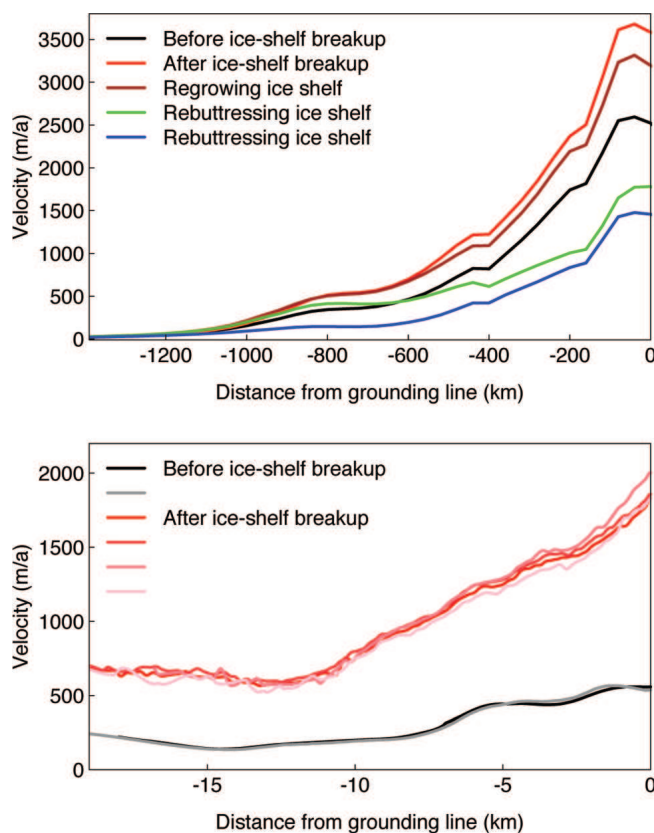 3500
3000
2500
2000
1500
1000
500
0
Velocity (m/a)
Before ice-shelf breakup
After ice-shelf breakup
Regrowing ice shelf
Rebuttressing ice shelf
Rebuttressing ice shelf
-1200 -1000 -800 -600 -400 -200 0
Distance from grounding line (km)
2000
1500
1000
500
0
Velocity (m/a)
Before ice-shelf breakup
After ice-shelf breakup
-15 -10 -5 0
Distance from grounding line (km)